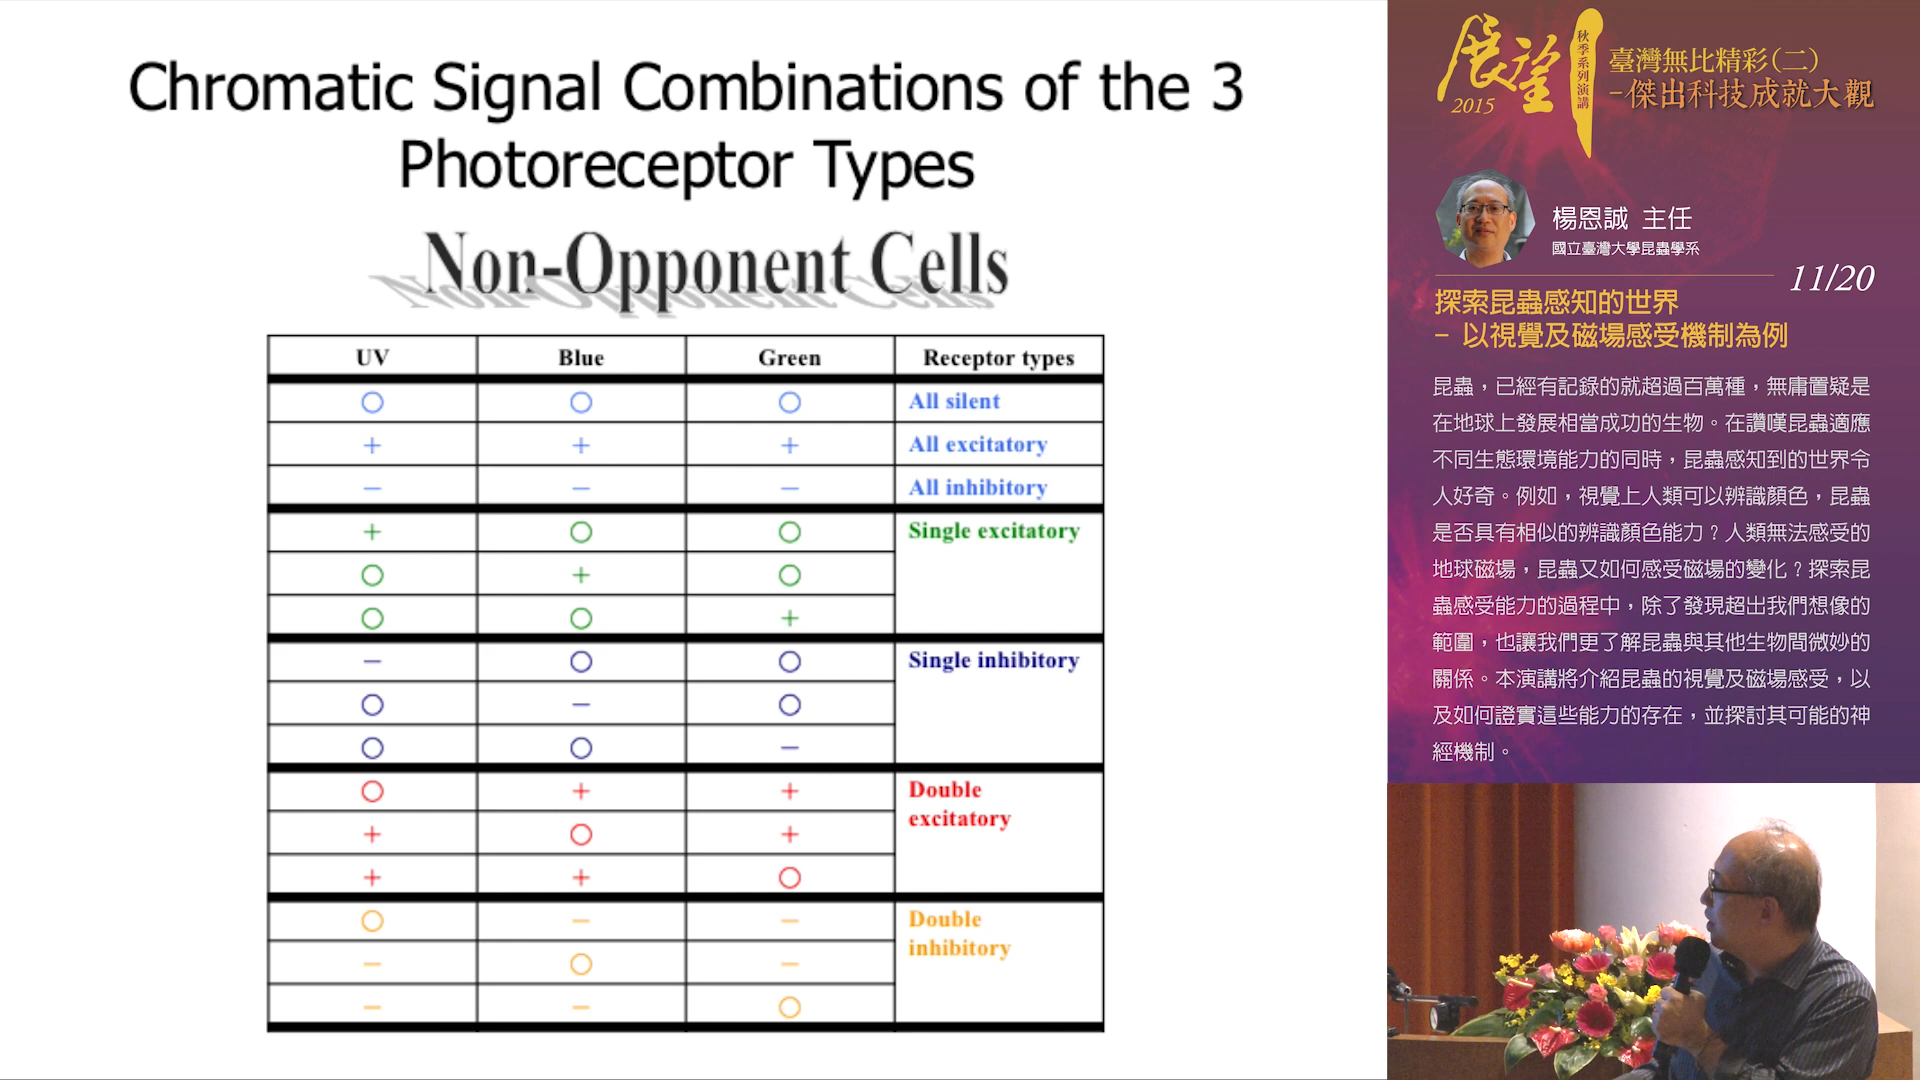 Chromatic Signal Combinations of the 3
Photoreceptor Types
Non-Opponent Cells
UV Blue Green Receptor types
○ ○ ○ All silent
+ + + All excitatory
− − − All inhibitory
+ ○ ○ Single excitatory
○ + ○
○ ○ +
− ○ ○ Single inhibitory
○ − ○
○ ○ −
○ + + Double
excitatory
+ ○ +
+ + ○
○ − − Double
inhibitory
− ○ −
− − ○
展望
2015
秋季系列演講
臺灣無比精彩(二)
-傑出科技成就大觀
楊恩誠 主任
國立臺灣大學昆蟲學系
11/20
探索昆蟲感知的世界
- 以視覺及磁場感受機制為例
昆蟲，已經有記錄的就超過百萬種，無庸置疑是
在地球上發展相當成功的生物。在讚嘆昆蟲適應
不同生態環境能力的同時，昆蟲感知到的世界令
人好奇。例如，視覺上人類可以辨識顏色，昆蟲
是否具有相似的辨識顏色能力？人類無法感受的
地球磁場，昆蟲又如何感受磁場的變化？探索昆
蟲感受能力的過程中，除了發現超出我們想像的
範圍，也讓我們更了解昆蟲與其他生物間微妙的
關係。本演講將介紹昆蟲的視覺及磁場感受，以
及如何證實這些能力的存在，並探討其可能的神
經機制。